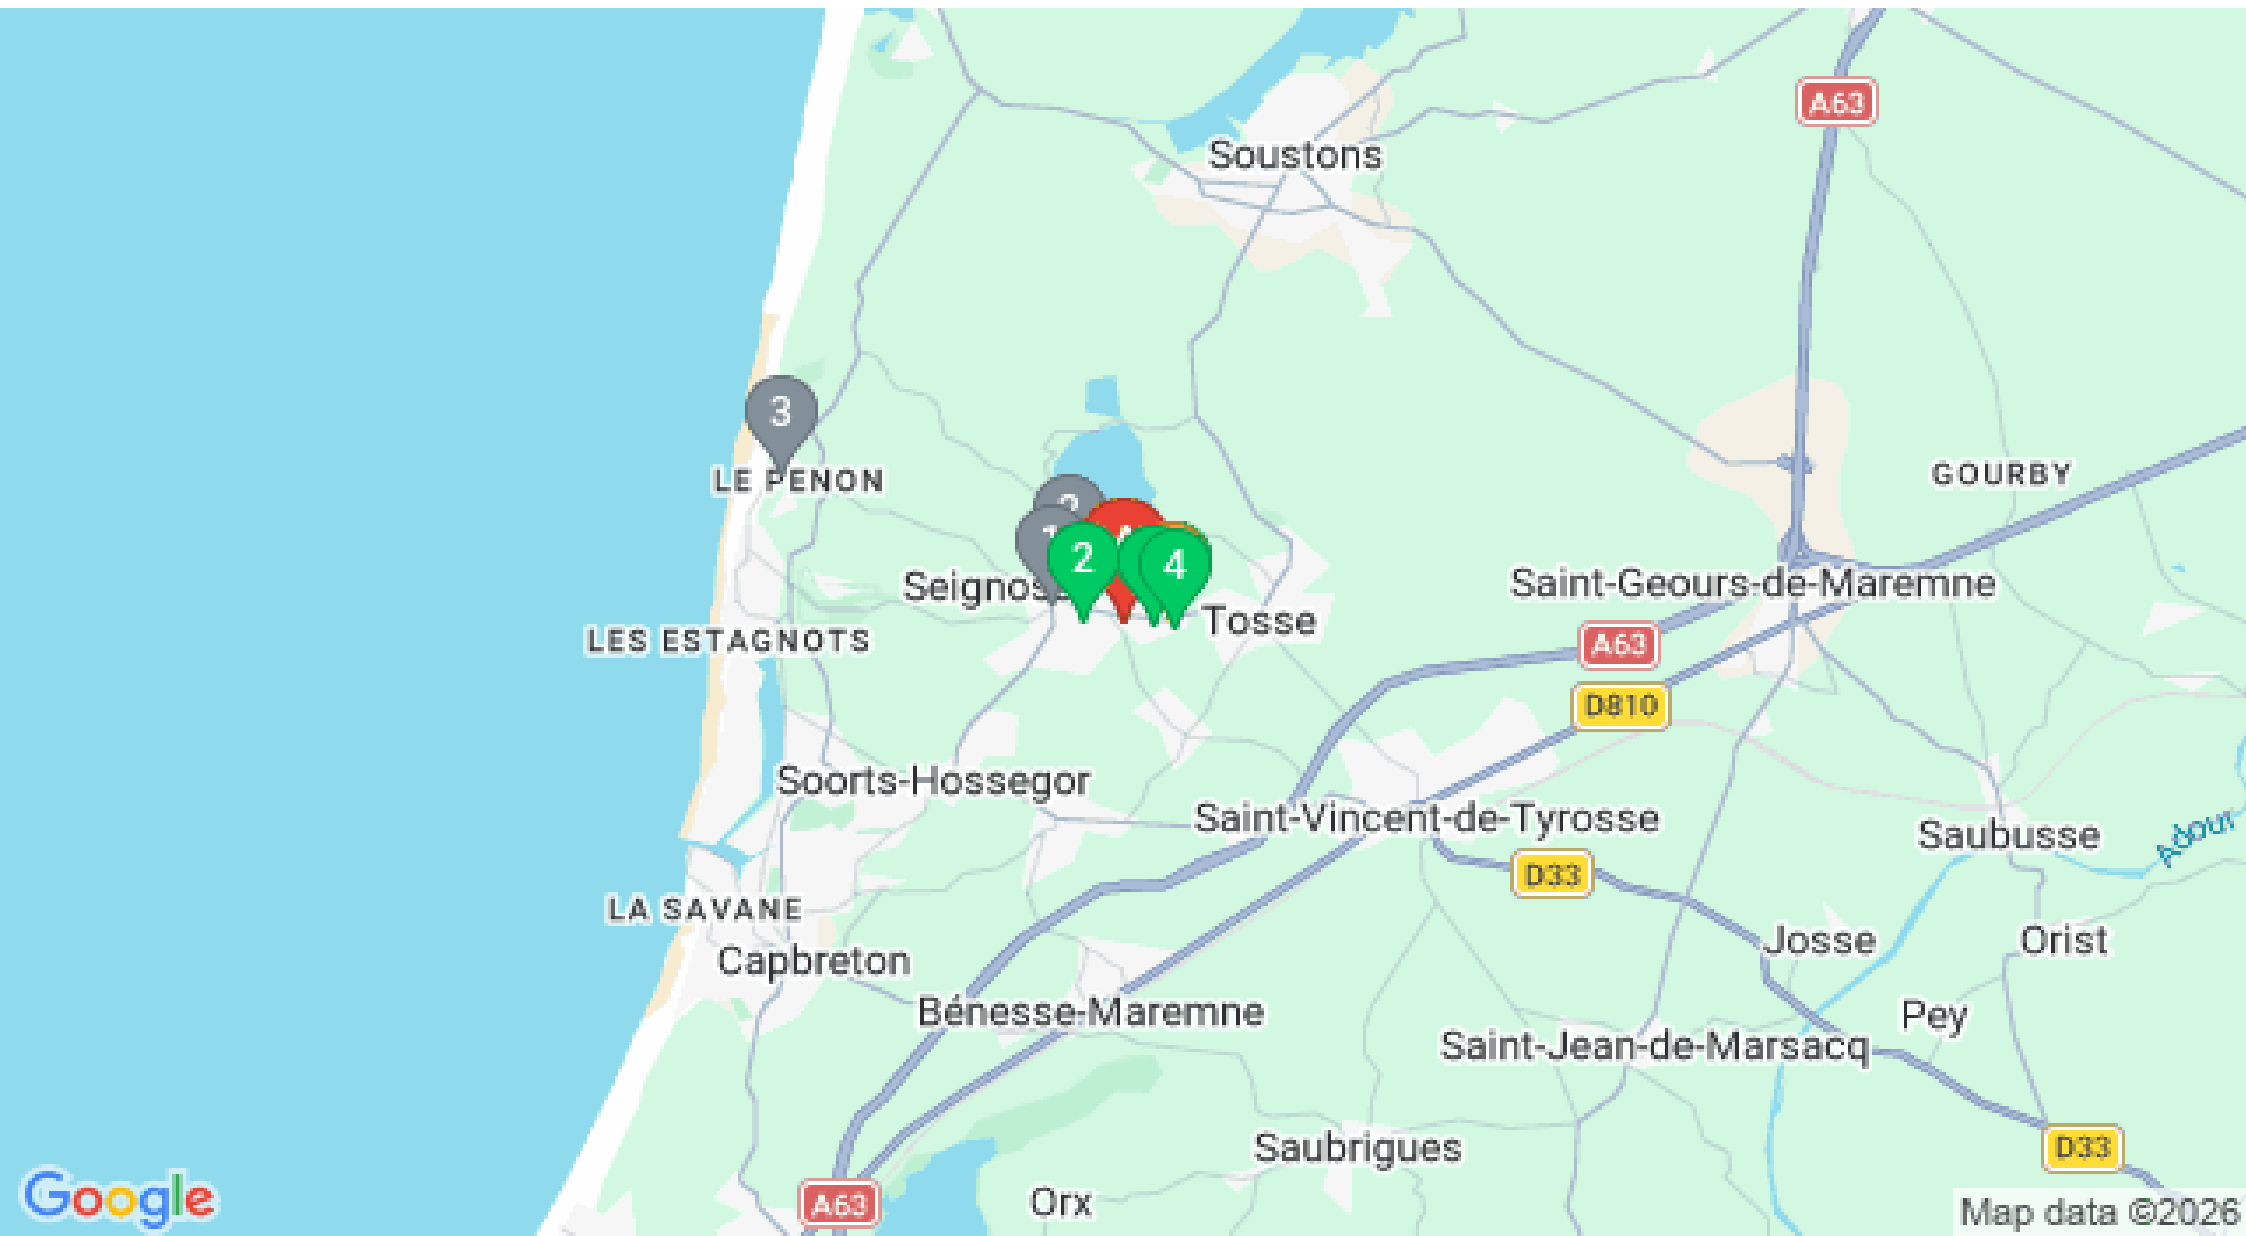 A63
Soustons
3
LE PENON
GOURBY
2
4
Seignosse
Saint-Geours-de-Maremne
Tosse
LES ESTAGNOTS
A63
D810
Soorts-Hossegor
Saint-Vincent-de-Tyrosse
Saubusse
Adour
D33
LA SAVANE
Josse
Orist
Capbreton
Bénesse-Maremne
Pey
Saint-Jean-de-Marsacq
Saubrigues
D33
Orx
A63
Google
Map data ©2026